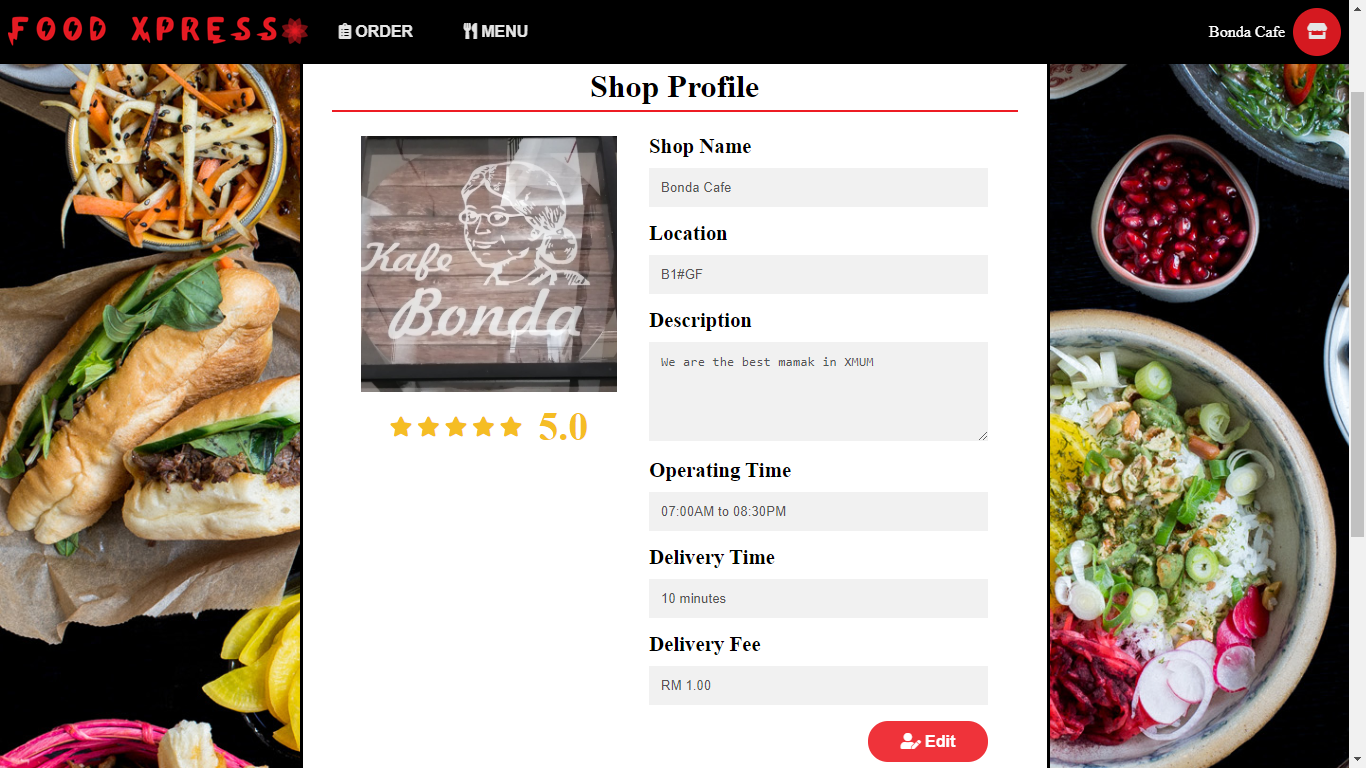 FOOD XPRESS
ORDER
MENU
Bonda Cafe
Shop Profile
Kafe
Bonda
5.0
Shop Name
Bonda Cafe
Location
B1#GF
Description
We are the best mamak in XMUM
Operating Time
07:00AM to 08:30PM
Delivery Time
10 minutes
Delivery Fee
RM 1.00
Edit